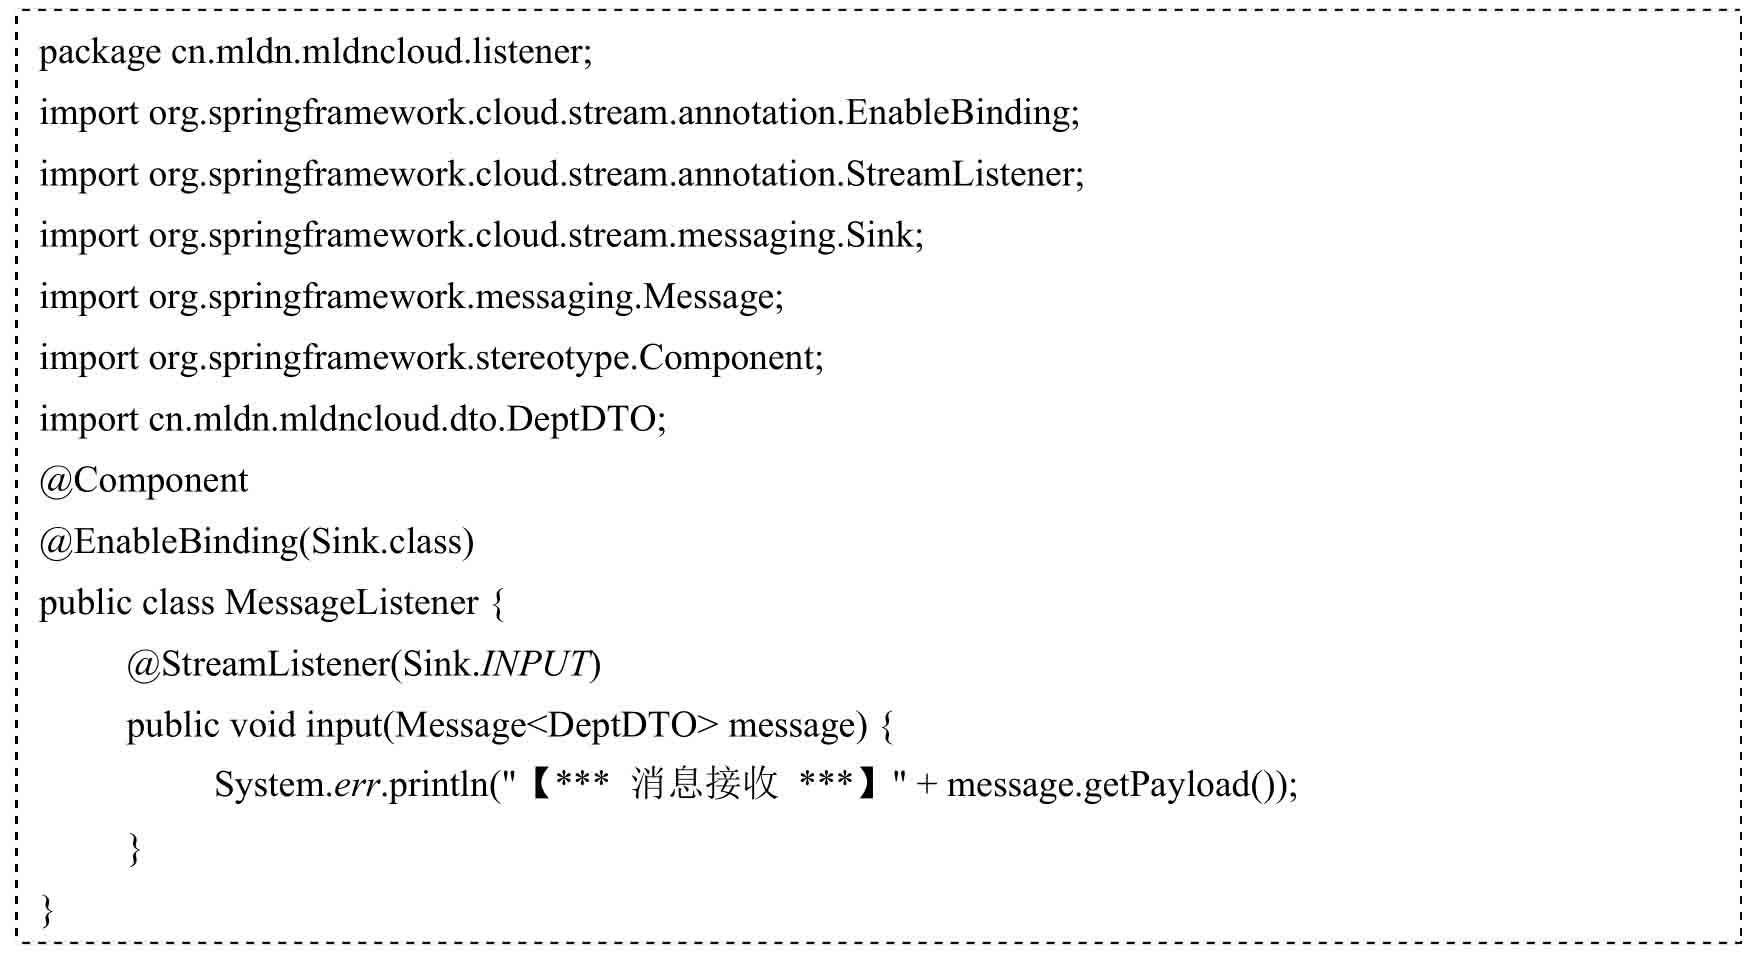 package cn.mldn.mldncloud.listener;
import org.springframework.cloud.stream.annotation.EnableBinding;
import org.springframework.cloud.stream.annotation.StreamListener;
import org.springframework.cloud.stream.messaging.Sink;
import org.springframework.messaging.Message;
import org.springframework.stereotype.Component;
import cn.mldn.mldncloud.dto.DeptDTO;
@Component
@EnableBinding(Sink.class)
public class MessageListener {
@StreamListener(Sink.INPUT)
public void input(Message<DeptDTO> message) {
System.err.println("【*** 消息接收 ***】" + message.getPayload());
}
}